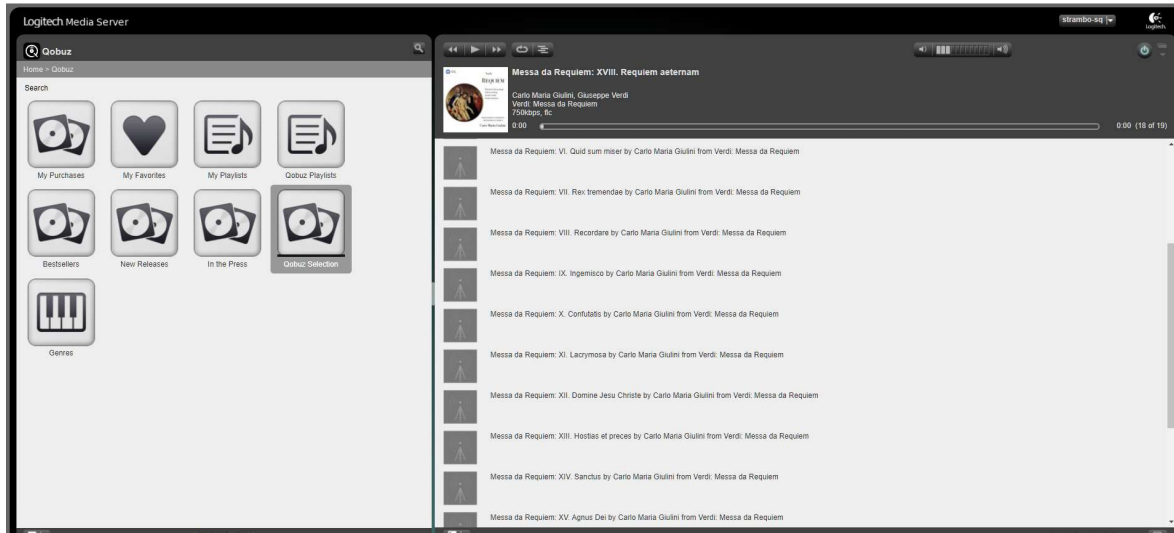 Logitech Media Server
strambo-sq
Logitech
Qobuz
Home > Qobuz
Search
My Purchases
My Favorites
My Playlists
Qobuz Playlists
Bestsellers
New Releases
In the Press
Qobuz Selection
Genres
Messa da Requiem: XVIII. Requiem aeternam
Carlo Maria Giulini, Giuseppe Verdi
Verdi: Messa da Requiem
750kbps, flc
0:00
0:00 (18 of 19)
Messa da Requiem: VI. Quid sum miser by Carlo Maria Giulini from Verdi: Messa da Requiem
Messa da Requiem: VII. Rex tremendae by Carlo Maria Giulini from Verdi: Messa da Requiem
Messa da Requiem: VIII. Recordare by Carlo Maria Giulini from Verdi: Messa da Requiem
Messa da Requiem: IX. Ingemisco by Carlo Maria Giulini from Verdi: Messa da Requiem
Messa da Requiem: X. Confutatis by Carlo Maria Giulini from Verdi: Messa da Requiem
Messa da Requiem: XI. Lacrymosa by Carlo Maria Giulini from Verdi: Messa da Requiem
Messa da Requiem: XII. Domine Jesu Christe by Carlo Maria Giulini from Verdi: Messa da Requiem
Messa da Requiem: XIII. Hostias et preces by Carlo Maria Giulini from Verdi: Messa da Requiem
Messa da Requiem: XIV. Sanctus by Carlo Maria Giulini from Verdi: Messa da Requiem
Messa da Requiem: XV. Agnus Dei by Carlo Maria Giulini from Verdi: Messa da Requiem